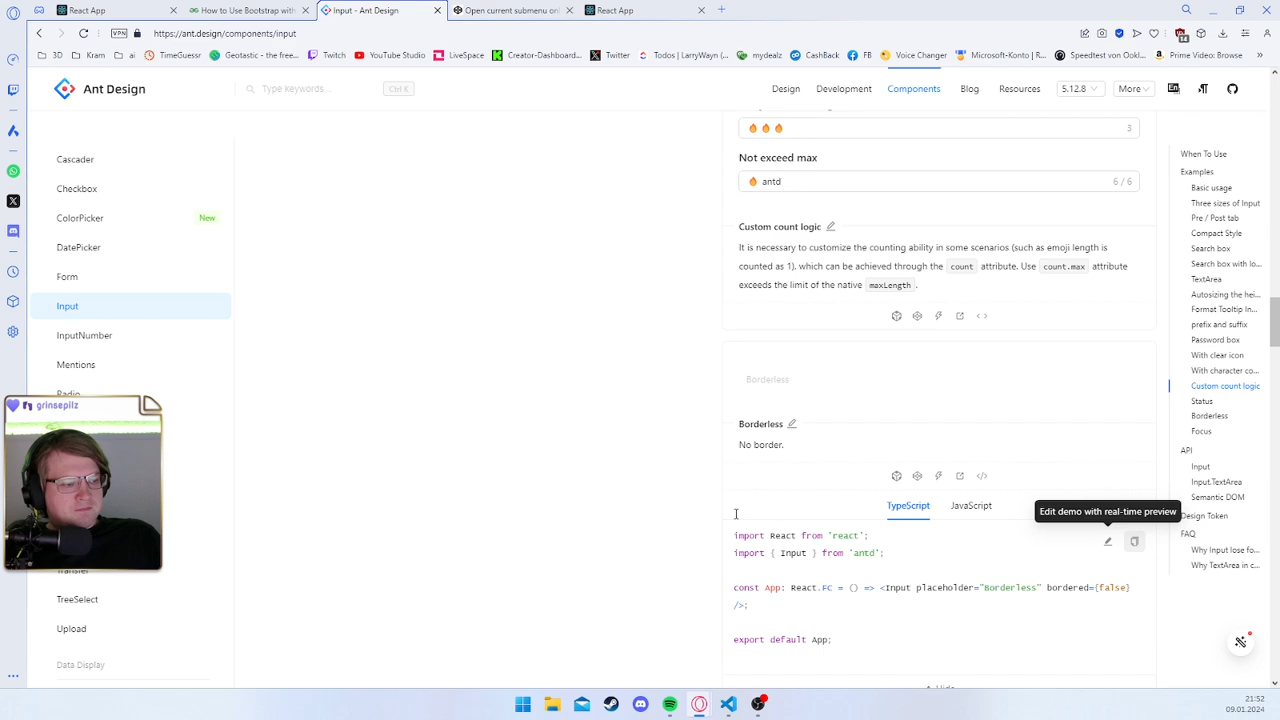 React App
How to Use Bootstrap with
Input - Ant Design
Open current submenu onl
React App
VPN
https://ant.design/components/input
3D
Kram
ai
TimeGuessr
Geotastic - the free...
Twitch
YouTube Studio
LiveSpace
Creator-Dashboard...
Twitter
Todos | LarryWayn (...
mydealz
CashBack
FB
Voice Changer
Microsoft-Konto | R...
Speedtest von Ookl...
Prime Video: Browse
Ant Design
Type keywords...
Ctrl K
Design
Development
Components
Blog
Resources
5.12.8
More
Cascader
Checkbox
ColorPicker
New
DatePicker
Form
Input
InputNumber
Mentions
Radio
grinsepilz
Transfer
TreeSelect
Upload
Data Display
🔥🔥🔥
3
Not exceed max
🔥 antd
6 / 6
Custom count logic
It is necessary to customize the counting ability in some scenarios (such as emoji length is
counted as 1), which can be achieved through the count attribute. Use count.max attribute
exceeds the limit of the native maxLength.
Borderless
Borderless
No border.
TypeScript
JavaScript
Edit demo with real-time preview
import React from 'react';
import { Input } from 'antd';
const App: React.FC = () => <Input placeholder="Borderless" bordered={false}
/>;
export default App;
Hide
When To Use
Examples
Basic usage
Three sizes of Input
Pre / Post tab
Compact Style
Search box
Search box with lo...
TextArea
Autosizing the hei...
Format Tooltip In...
prefix and suffix
Password box
With clear icon
With character co...
Custom count logic
Status
Borderless
Focus
API
Input
Input.TextArea
Semantic DOM
Design Token
FAQ
Why Input lose fo...
Why TextArea in c...
21:52
09.01.2024